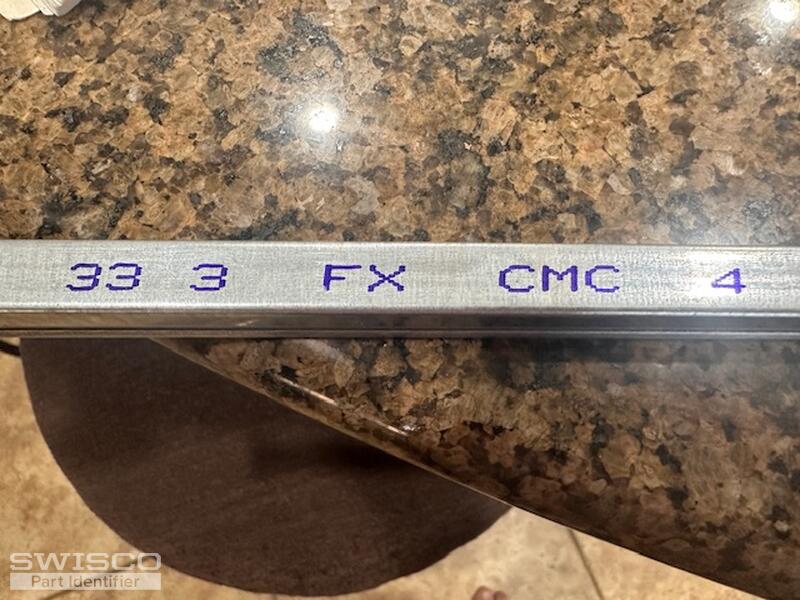 33 3 FX CMC 4
SWISCO
Part Identifier